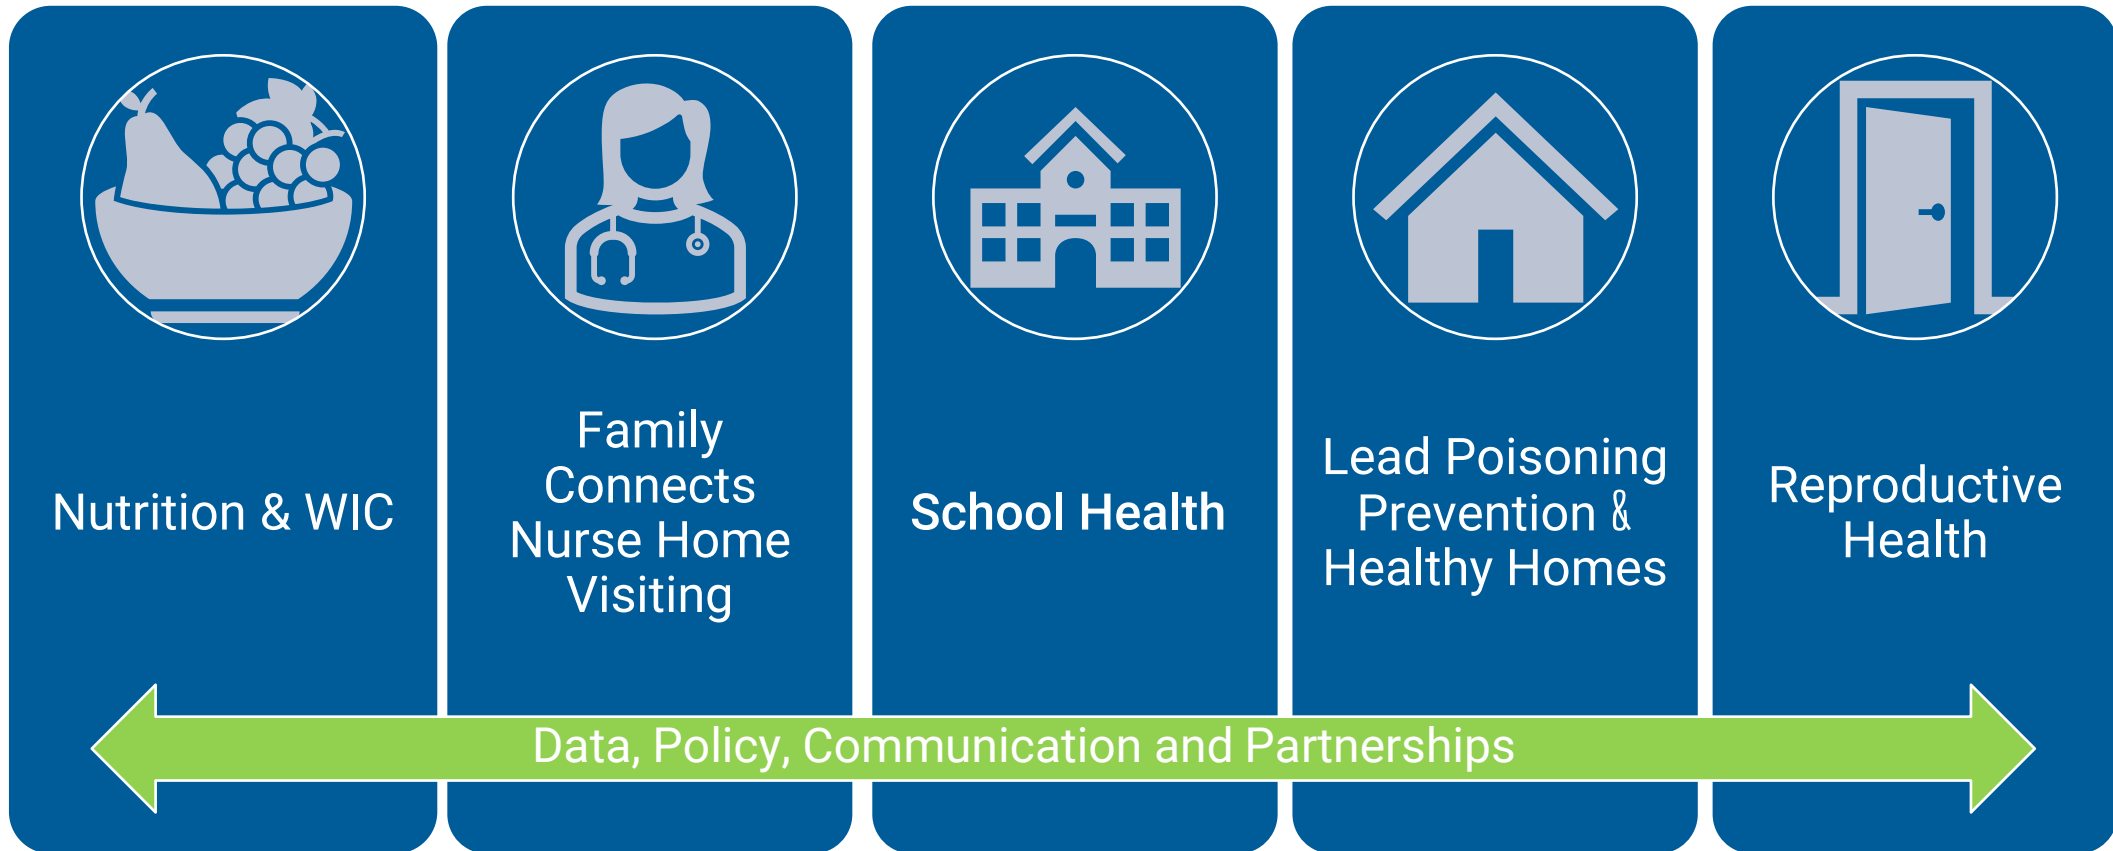 Nutrition & WIC
Family
Connects
Nurse Home
Visiting
School Health
Lead Poisoning
Prevention &
Healthy Homes
Reproductive
Health
Data, Policy, Communication and Partnerships